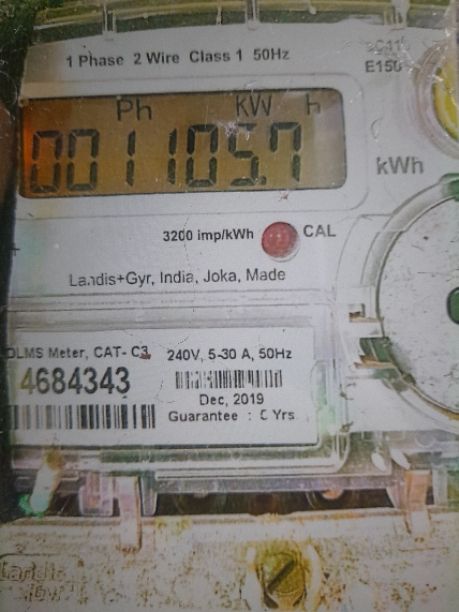 1 Phase 2 Wire Class 1 50Hz
E150
Ph KW h
001105.7
kWh
3200 imp/kWh
CAL
Landis+Gyr, India, Joka, Made
DLMS Meter, CAT- C3
240V, 5-30 A, 50Hz
4684343
Dec, 2019
Guarantee : Yrs.